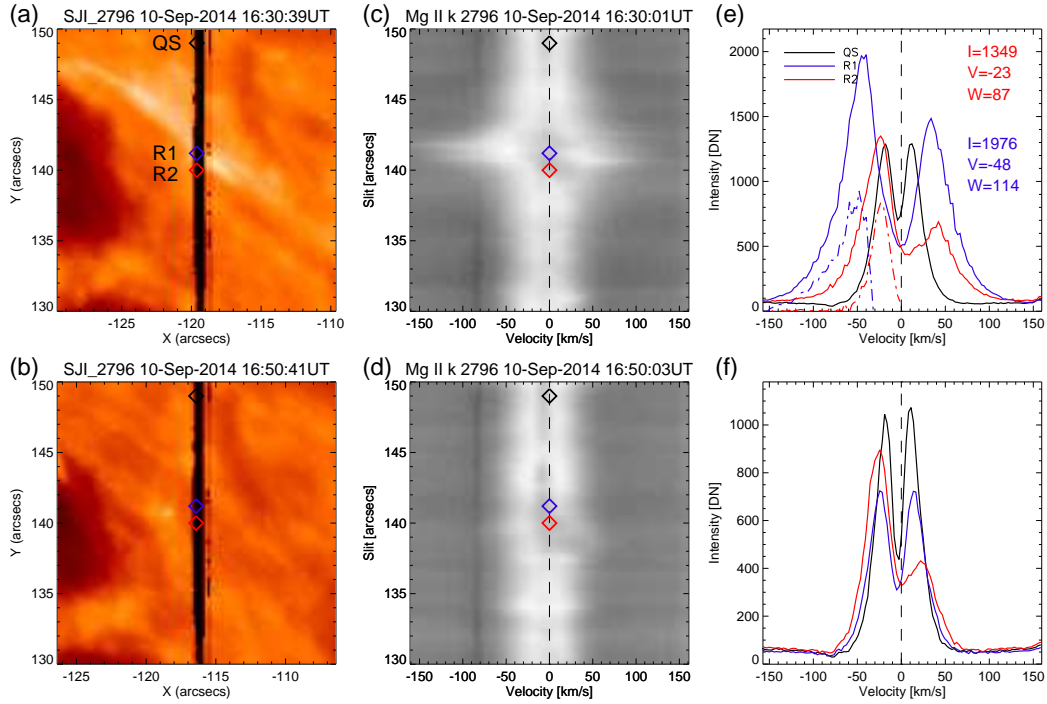 (a) SJI_2796 10-Sep-2014 16:30:39UT
150
145
140
135
130
Y (arcsecs)
QS
R1
R2
-125 -120 -115 -110
X (arcsecs)
(c) Mg II k 2796 10-Sep-2014 16:30:01UT
150
145
140
135
130
Slit [arcsecs]
-150 -100 -50 0 50 100 150
Velocity [km/s]
(e)
2000
1500
1000
500
0
Intensity [DN]
QS
R1
R2
I=1349
V=-23
W=87
I=1976
V=-48
W=114
-150 -100 -50 0 50 100 150
Velocity [km/s]
(b) SJI_2796 10-Sep-2014 16:50:41UT
150
145
140
135
130
Y (arcsecs)
-125 -120 -115 -110
X (arcsecs)
(d) Mg II k 2796 10-Sep-2014 16:50:03UT
150
145
140
135
130
Slit [arcsecs]
-150 -100 -50 0 50 100 150
Velocity [km/s]
(f)
1000
800
600
400
200
0
Intensity [DN]
-150 -100 -50 0 50 100 150
Velocity [km/s]